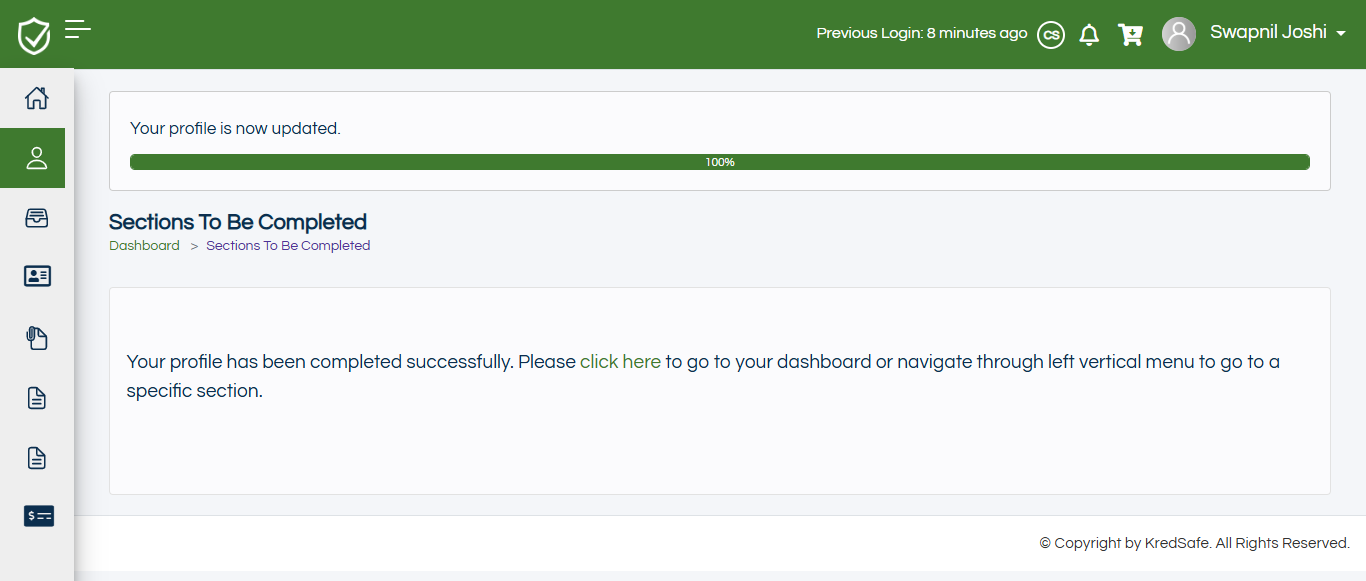 Previous Login: 8 minutes ago
CS
Swapnil Joshi
Your profile is now updated.
100%
Sections To Be Completed
Dashboard > Sections To Be Completed
Your profile has been completed successfully. Please click here to go to your dashboard or navigate through left vertical menu to go to a
specific section.
$
© Copyright by KredSafe. All Rights Reserved.